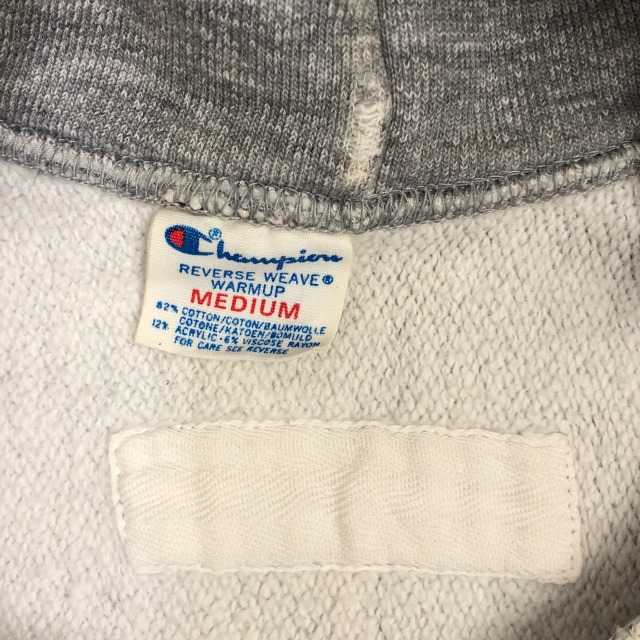 Champion®
REVERSE WEAVE®
WARMUP
MEDIUM
82% COTTON/COTON/BAUMWOLLE
COTONE/KATOEN/BOMULD
12% ACRYLIC·6% VISCOSE RAYON
FOR CARE SEE REVERSE